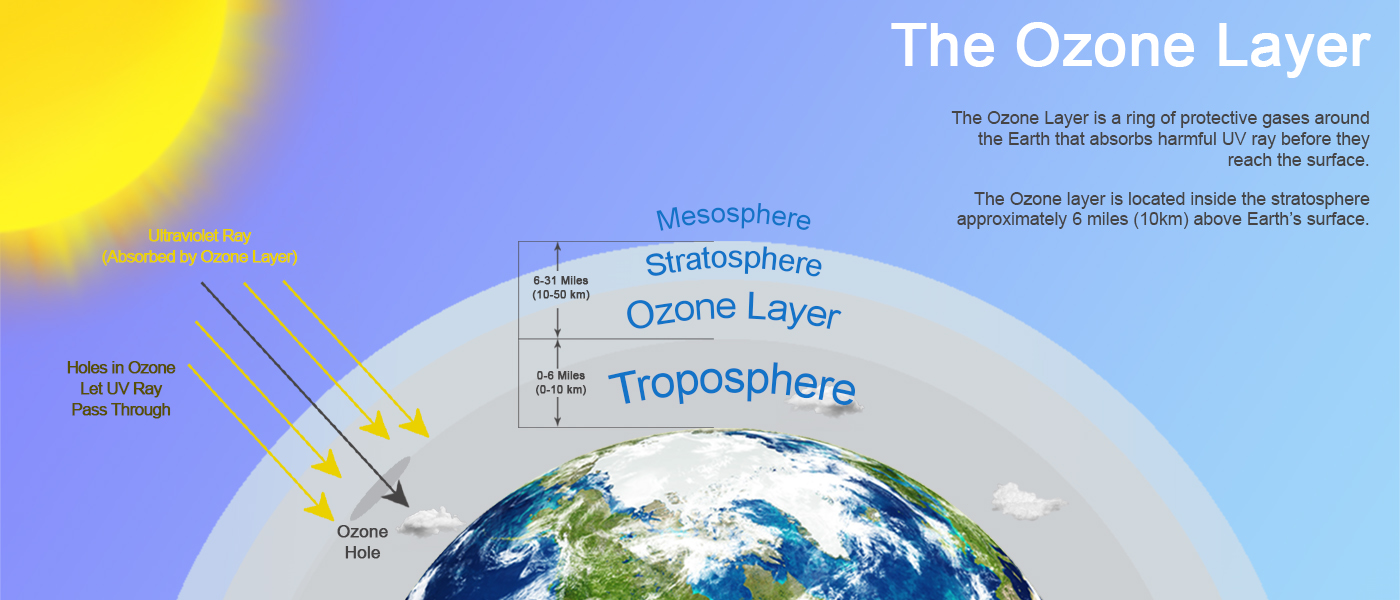 The Ozone Layer
The Ozone Layer is a ring of protective gases around
the Earth that absorbs harmful UV ray before they
reach the surface.
The Ozone layer is located inside the stratosphere
approximately 6 miles (10km) above Earth's surface.
Mesosphere
Stratosphere
Ozone Layer
Troposphere
6-31 Miles
(10-50 km)
0-6 Miles
(0-10 km)
Ultraviolet Ray
(Absorbed by Ozone Layer)
Holes in Ozone
Let UV Ray
Pass Through
Ozone
Hole